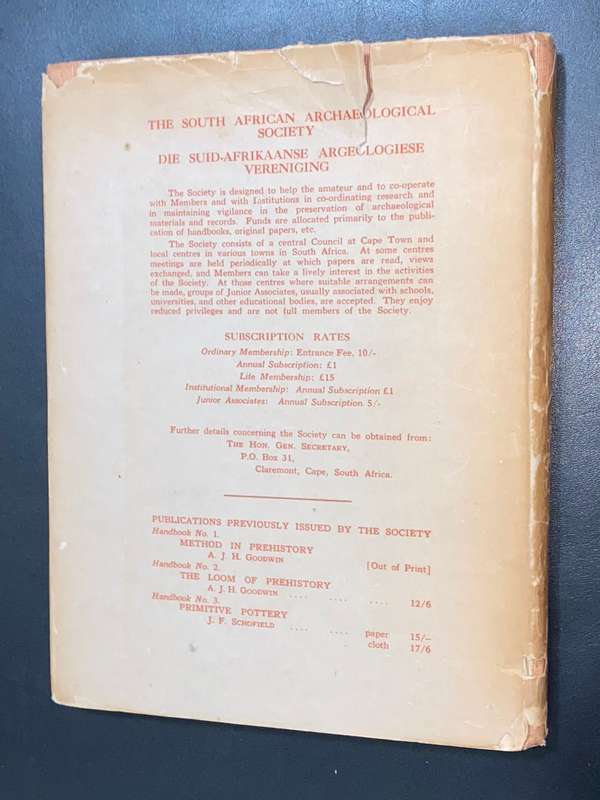 THE SOUTH AFRICAN ARCHAEOLOGICAL
SOCIETY
DIE SUID-AFRIKAANSE ARGEOLOGIESE
VERENIGING
The Society is designed to help the amateur and to co-operate
with Members and with Institutions in co-ordinating research and
in maintaining vigilance in the preservation of archaeological
materials and records. Funds are allocated primarily to the publi-
cation of handbooks, original papers, etc.
The Society consists of a central Council at Cape Town and
local centres in various towns in South Africa. At some centres
meetings are held periodically at which papers are read, views
exchanged, and Members can take a lively interest in the activities
of the Society. At those centres where suitable arrangements can
be made, groups of Junior Associates, usually associated with schools,
universities, and other educational bodies, are accepted. They enjoy
reduced privileges and are not full members of the Society.
SUBSCRIPTION RATES
Ordinary Membership: Entrance Fee, 10/-
Annual Subscription: £1
Life Membership: £15
Institutional Membership: Annual Subscription £1
Junior Associates: Annual Subscription 5/-
Further details concerning the Society can be obtained from:
THE HON. GEN. SECRETARY,
P.O. Box 31,
Claremont, Cape, South Africa.
PUBLICATIONS PREVIOUSLY ISSUED BY THE SOCIETY
Handbook No. 1.
METHOD IN PREHISTORY
A. J. H. GOODWIN [Out of Print]
Handbook No. 2.
THE LOOM OF PREHISTORY
A. J. H. GOODWIN .... .... .... 12/6
Handbook No. 3.
PRIMITIVE POTTERY
J. F. SCHOFIELD .... .... paper 15/-
cloth 17/6